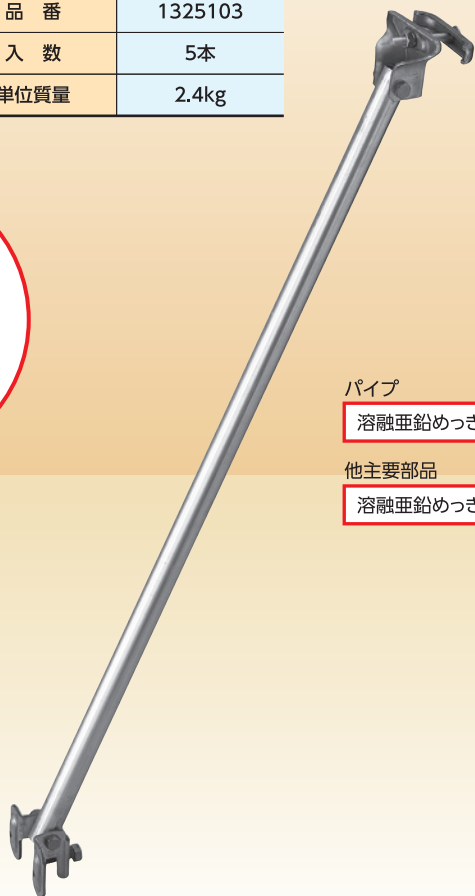 品番 1325103
入数 5本
単位質量 2.4kg
パイプ
溶融亜鉛めっき
他主要部品
溶融亜鉛めっき